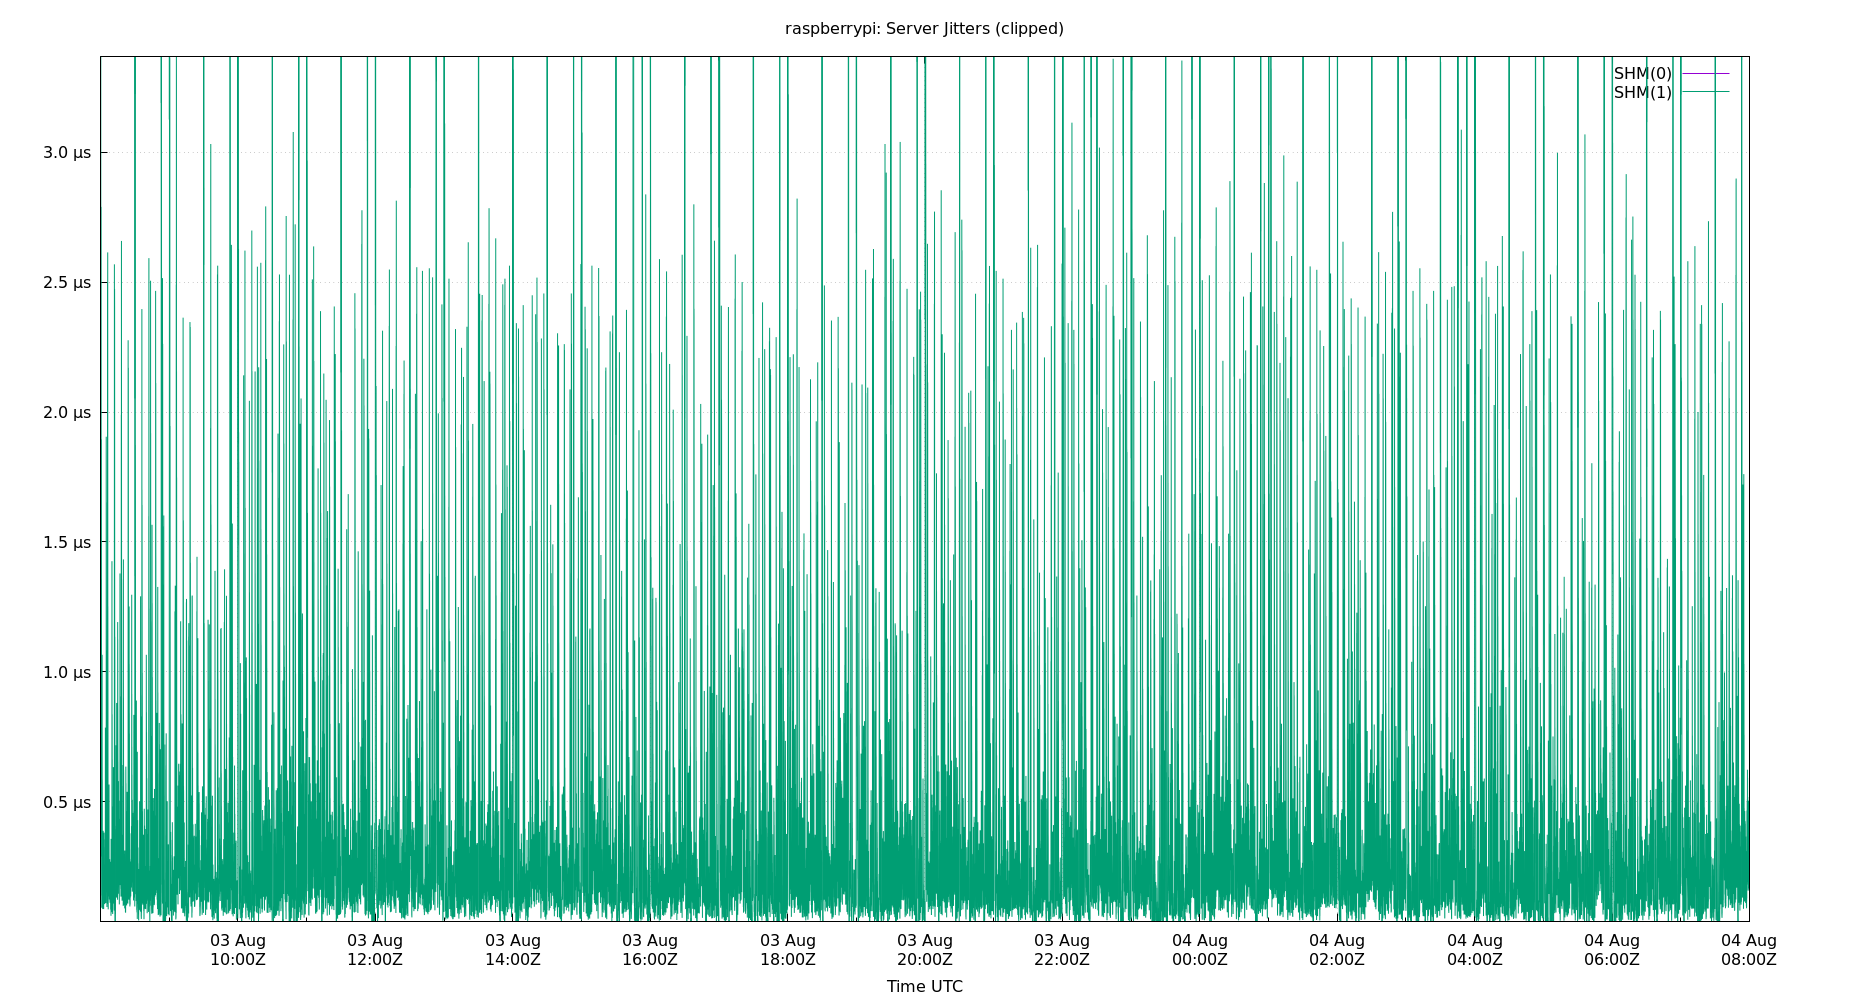 raspberrypi: Server Jitters (clipped)
SHM(0)
SHM(1)
3.0 µs
2.5 µs
2.0 µs
1.5 µs
1.0 µs
0.5 µs
03 Aug 03 Aug 03 Aug 03 Aug 03 Aug 03 Aug 03 Aug 04 Aug 04 Aug 04 Aug 04 Aug 04 Aug
10:00Z 12:00Z 14:00Z 16:00Z 18:00Z 20:00Z 22:00Z 00:00Z 02:00Z 04:00Z 06:00Z 08:00Z
Time UTC